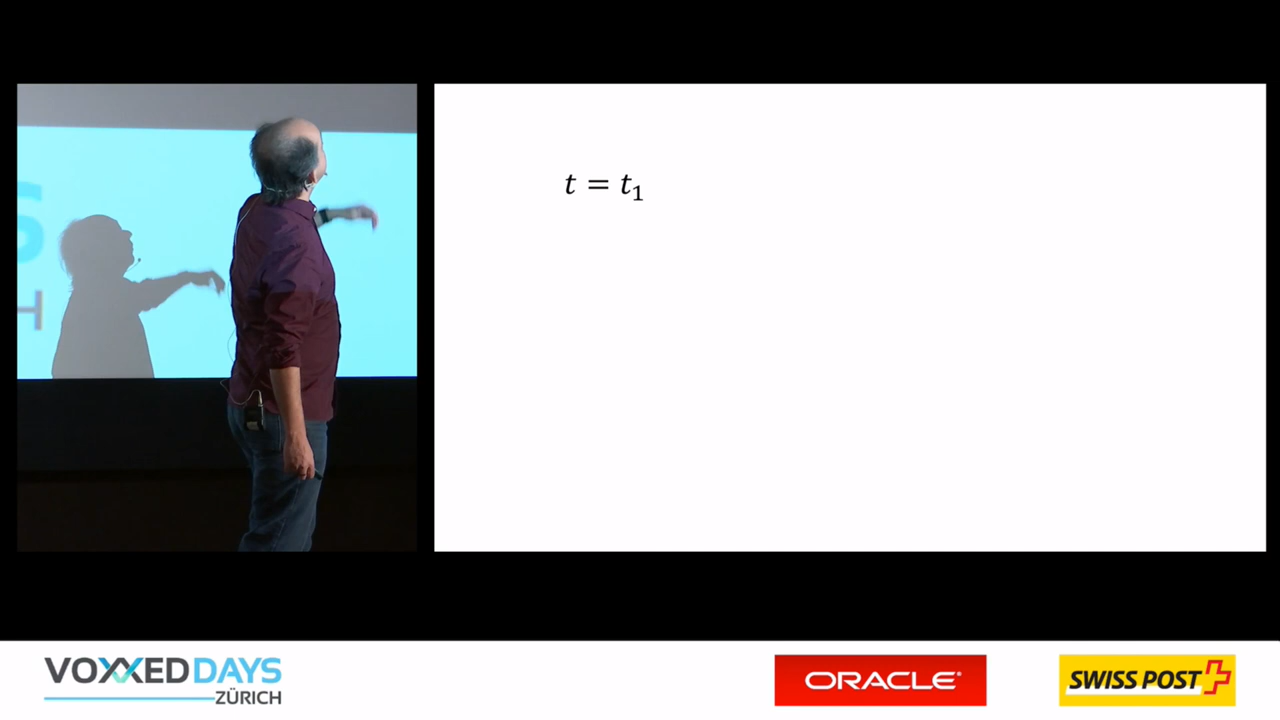 t = t₁
S
H
VOXXED DAYS
ZÜRICH
ORACLE®
SWISS POST